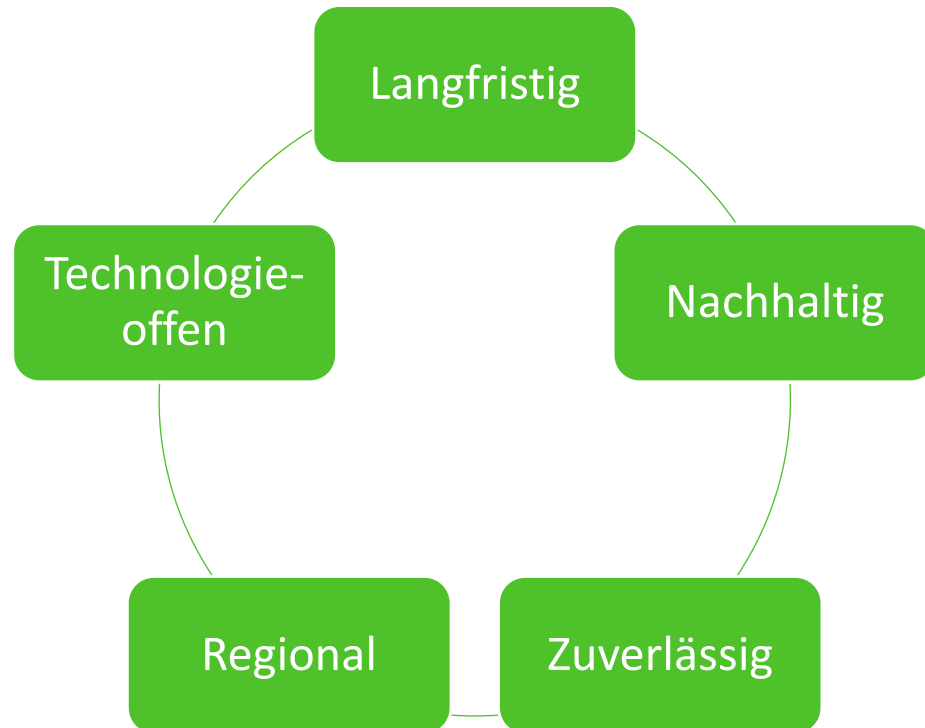 Langfristig
Technologie-
offen
Nachhaltig
Regional
Zuverlässig